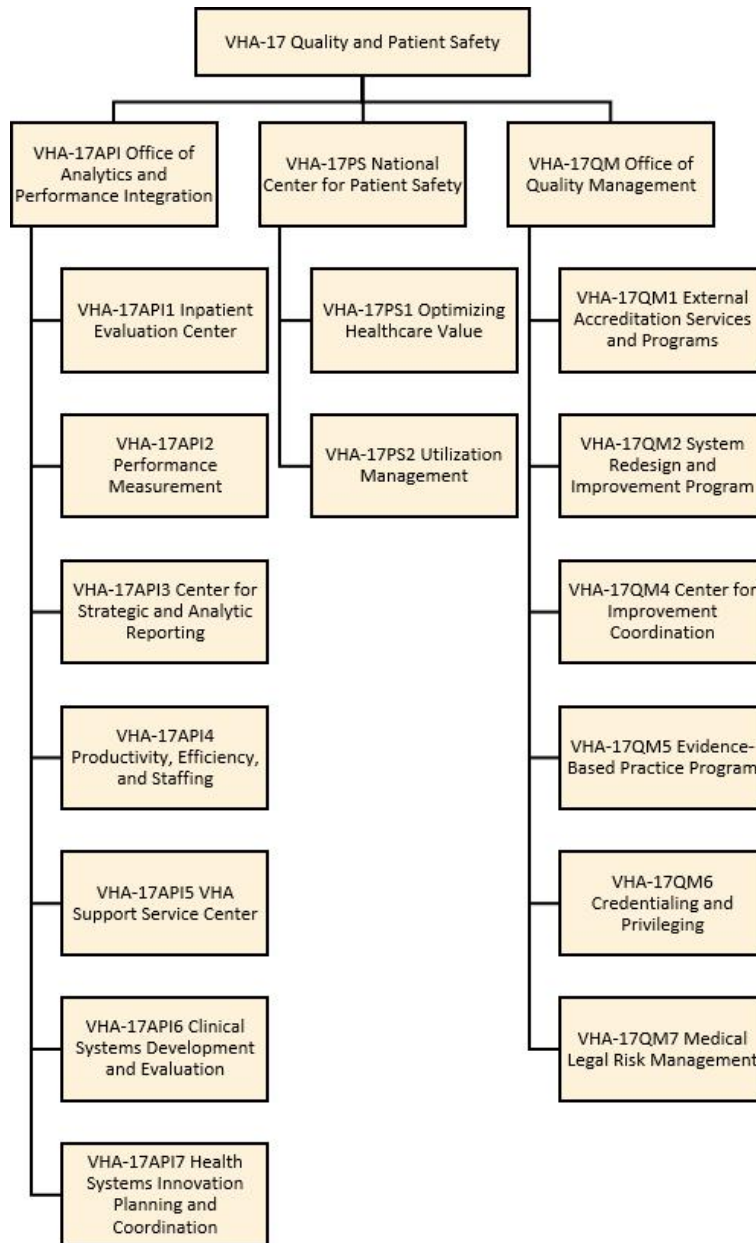 VHA-17 Quality and Patient Safety
VHA-17API Office of
Analytics and
Performance Integration
VHA-17PS National
Center for Patient Safety
VHA-17QM Office of
Quality Management
VHA-17API1 Inpatient
Evaluation Center
VHA-17PS1 Optimizing
Healthcare Value
VHA-17QM1 External
Accreditation Services
and Programs
VHA-17API2
Performance
Measurement
VHA-17PS2 Utilization
Management
VHA-17QM2 System
Redesign and
Improvement Program
VHA-17API3 Center for
Strategic and Analytic
Reporting
VHA-17QM4 Center for
Improvement
Coordination
VHA-17API4
Productivity, Efficiency,
and Staffing
VHA-17QM5 Evidence-
Based Practice Program
VHA-17API5 VHA
Support Service Center
VHA-17QM6
Credentialing and
Privileging
VHA-17API6 Clinical
Systems Development
and Evaluation
VHA-17QM7 Medical
Legal Risk Management
VHA-17API7 Health
Systems Innovation
Planning and
Coordination